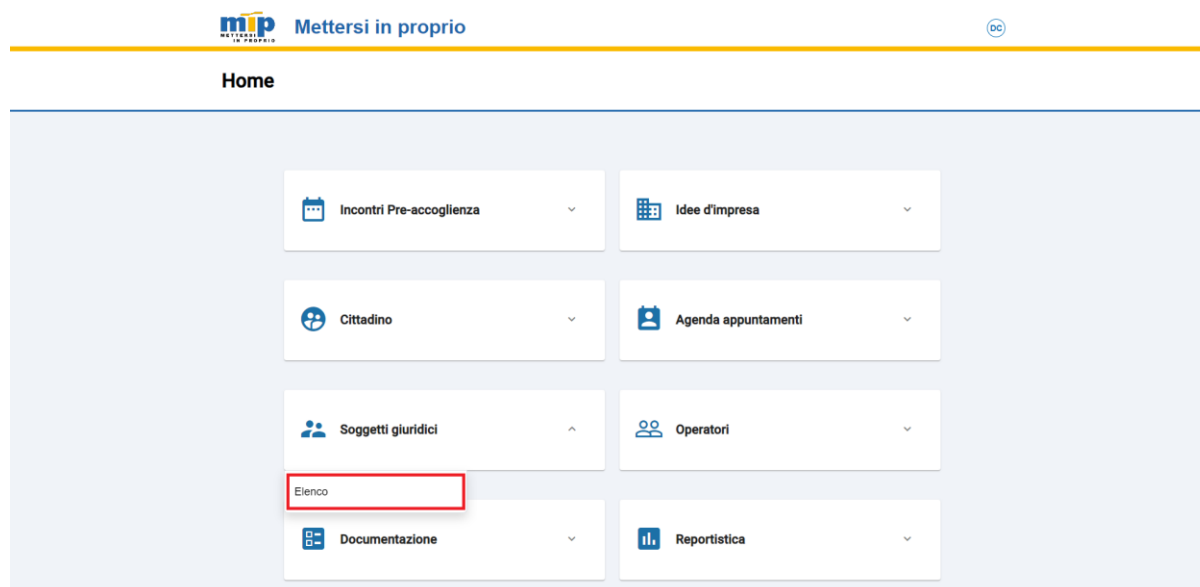 mip
METTERSI
IN PROPRIO
Mettersi in proprio
DC
Home
Incontri Pre-accoglienza
Idee d'impresa
Cittadino
Agenda appuntamenti
Soggetti giuridici
Operatori
Elenco
Documentazione
Reportistica